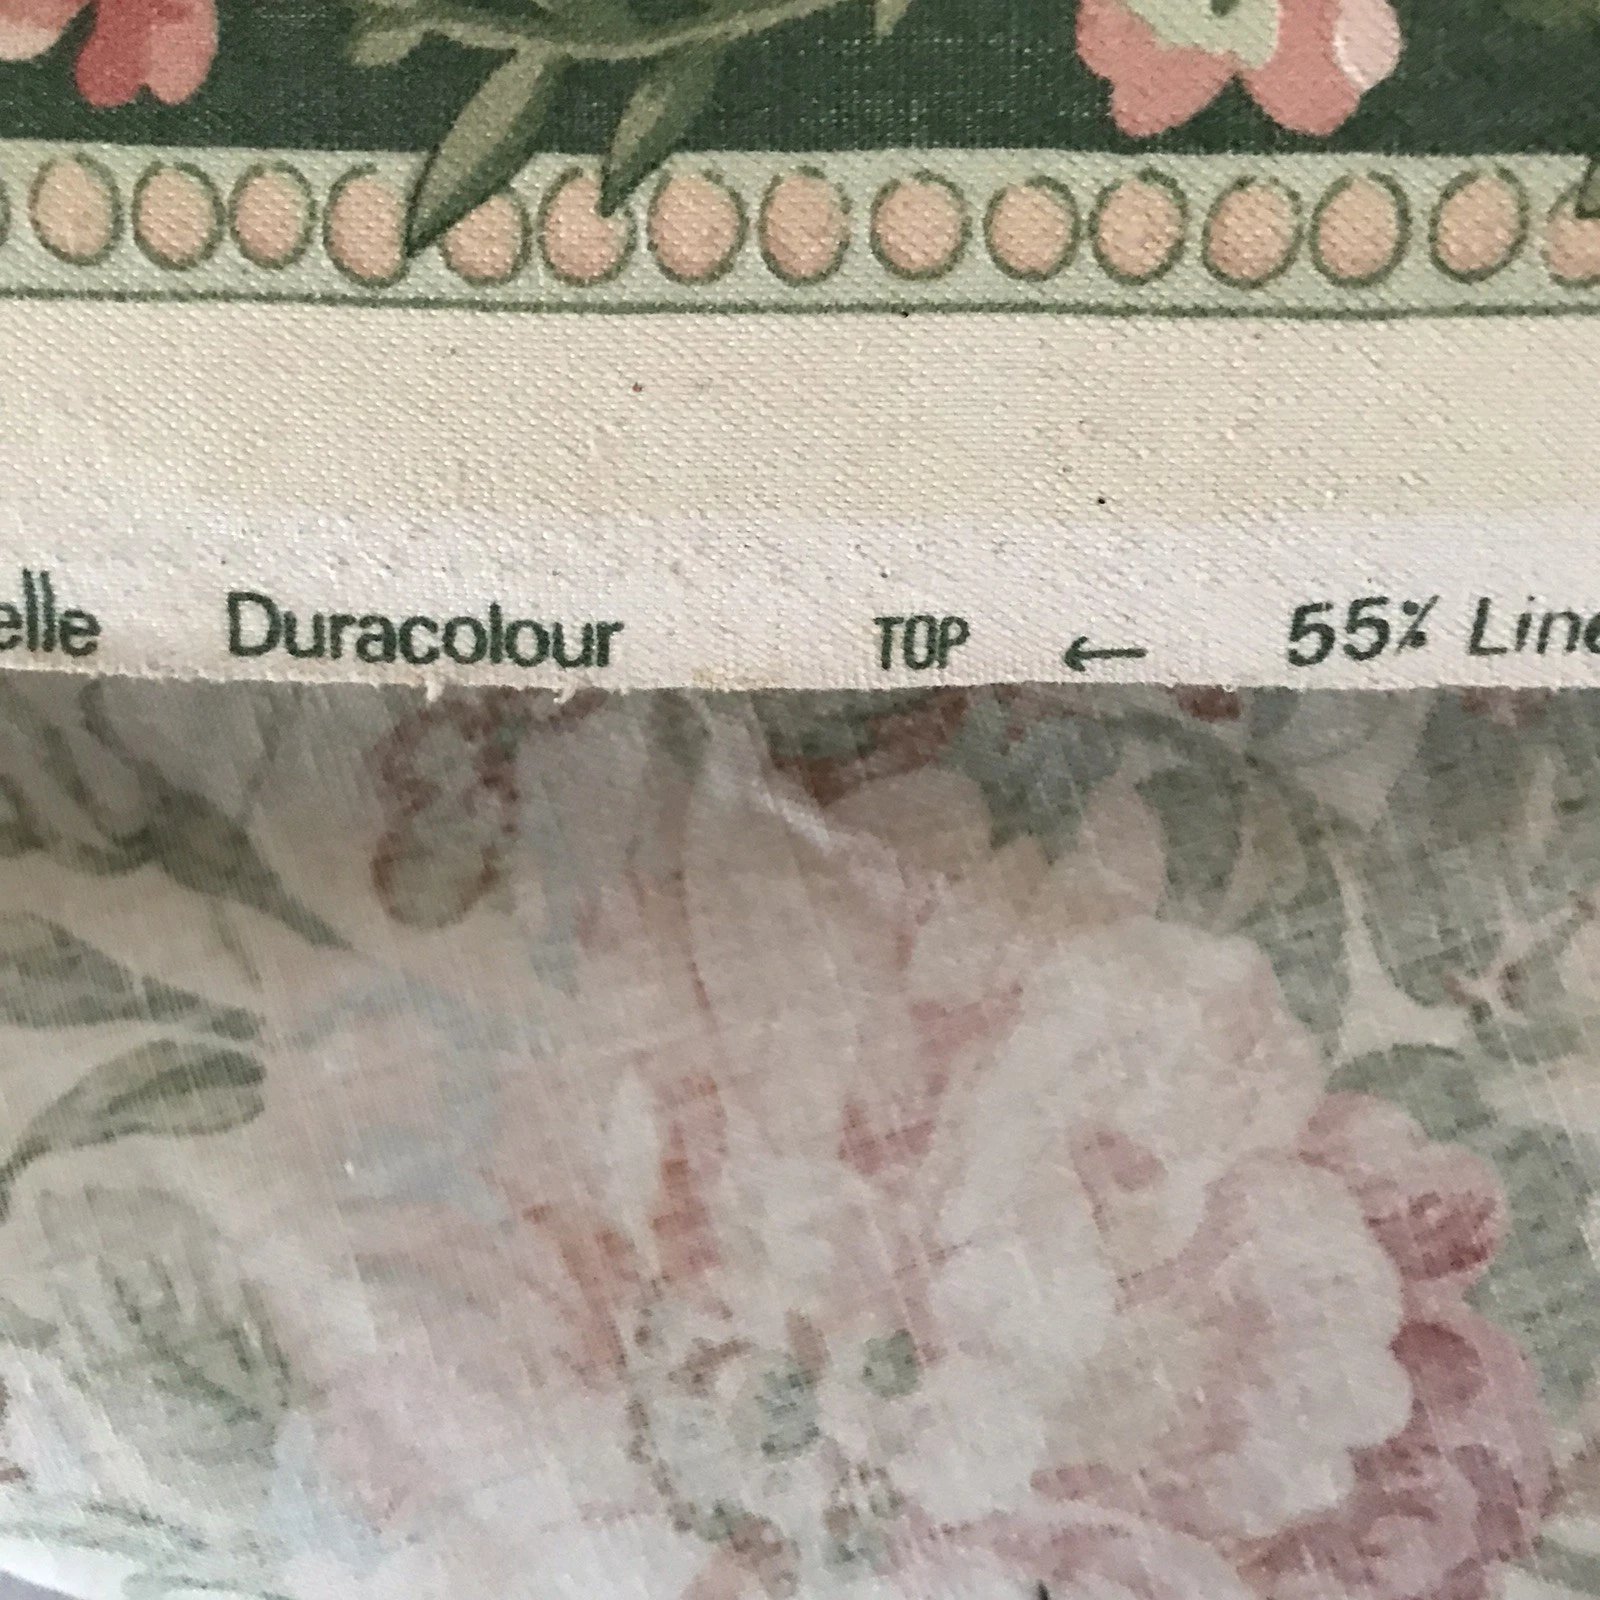 elle Duracolour TOP ← 55% Line